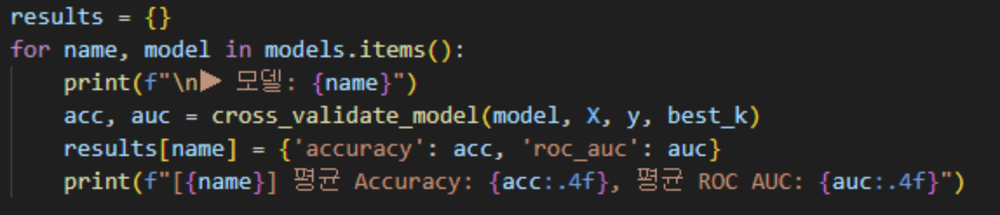 results = {}
for name, model in models.items():
    print(f"\n▶ 모델: {name}")
    acc, auc = cross_validate_model(model, X, y, best_k)
    results[name] = {'accuracy': acc, 'roc_auc': auc}
    print(f"[{name}] 평균 Accuracy: {acc:.4f}, 평균 ROC AUC: {auc:.4f}")